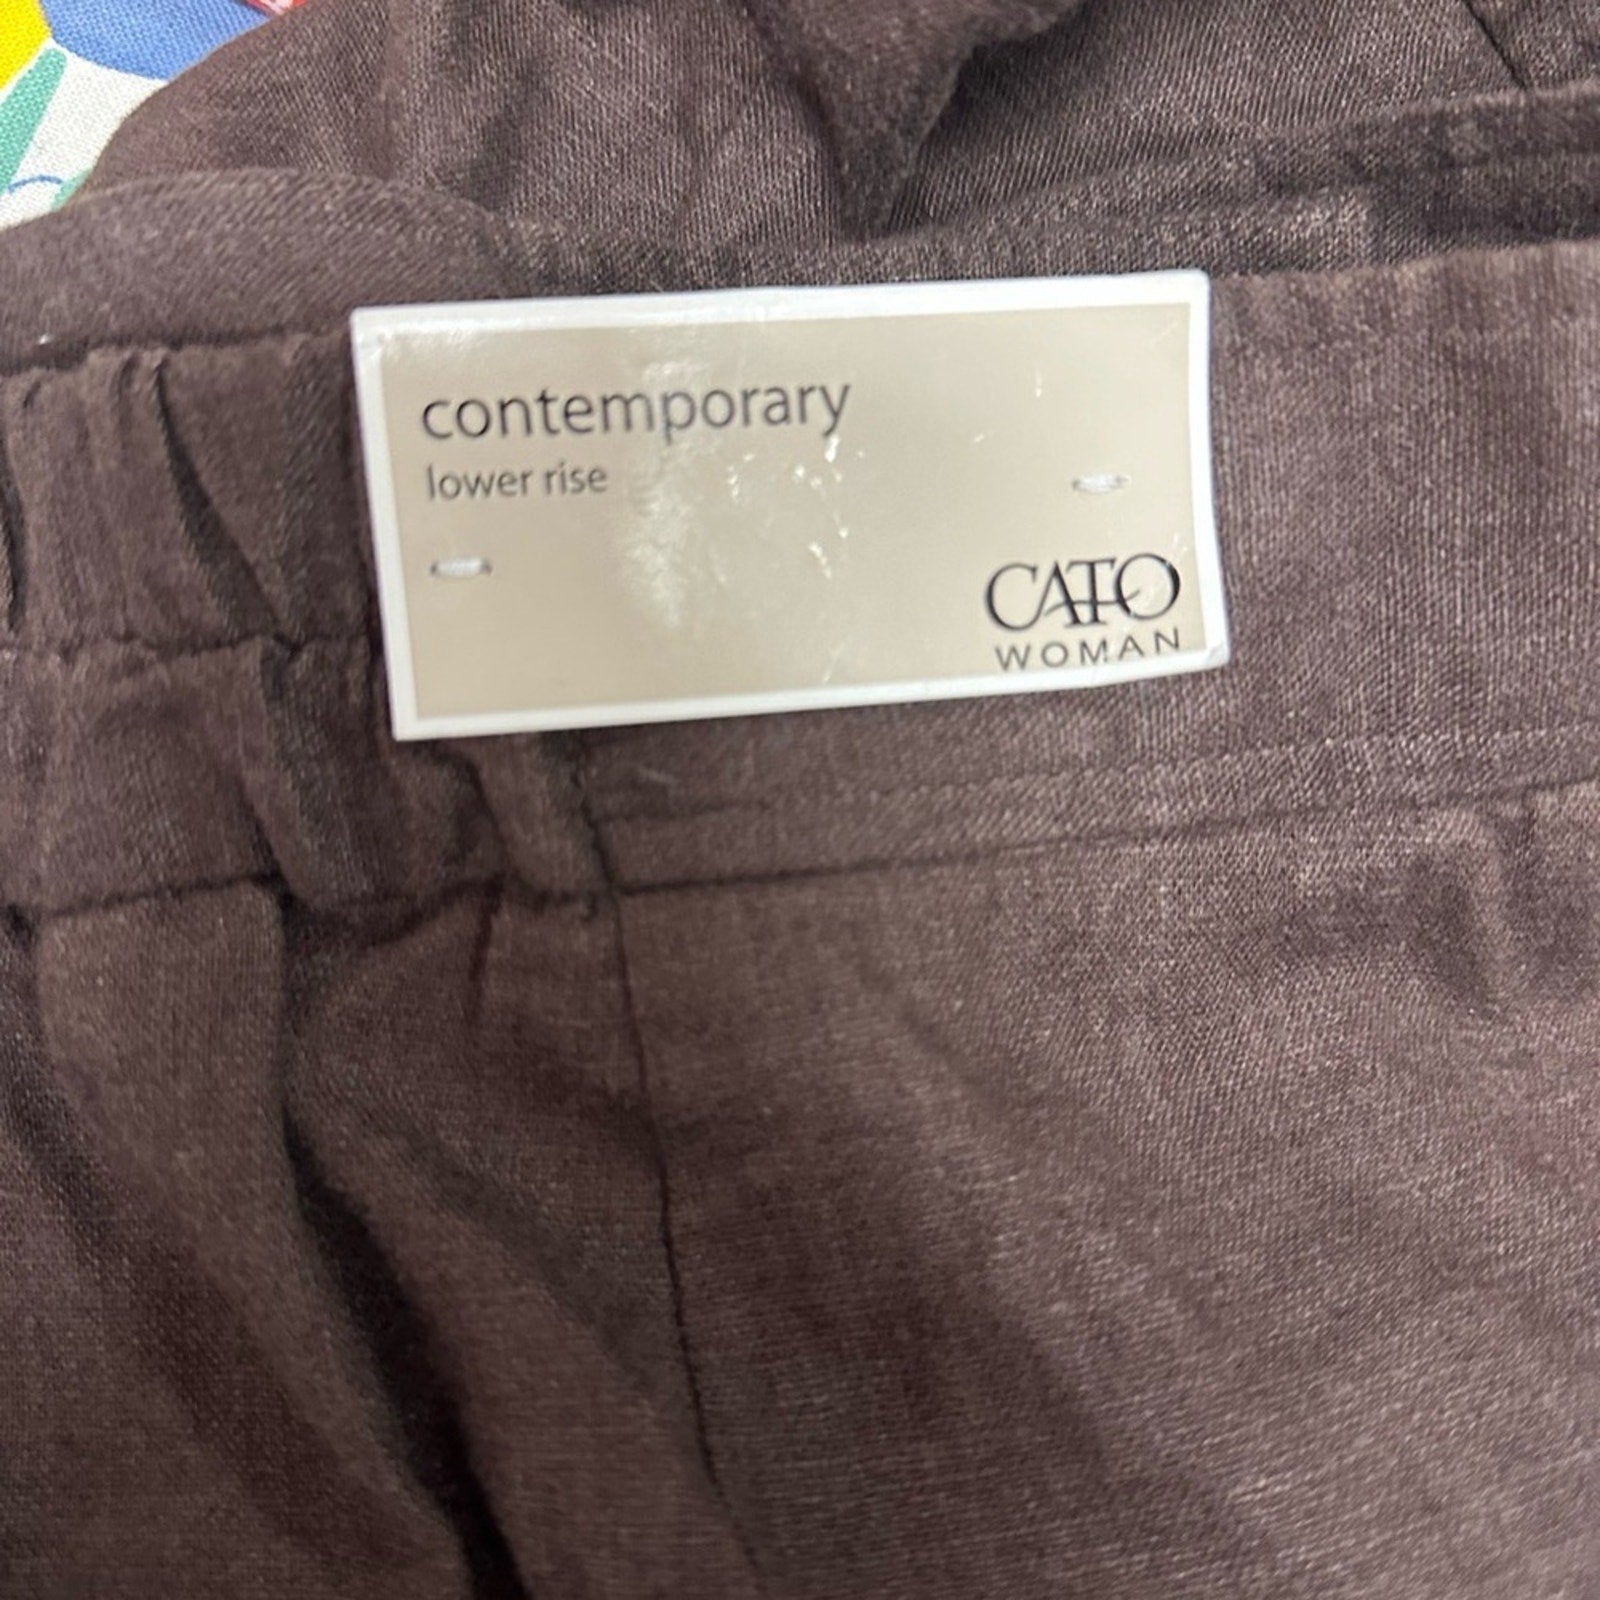 contemporary
lower rise
CATO
WOMAN